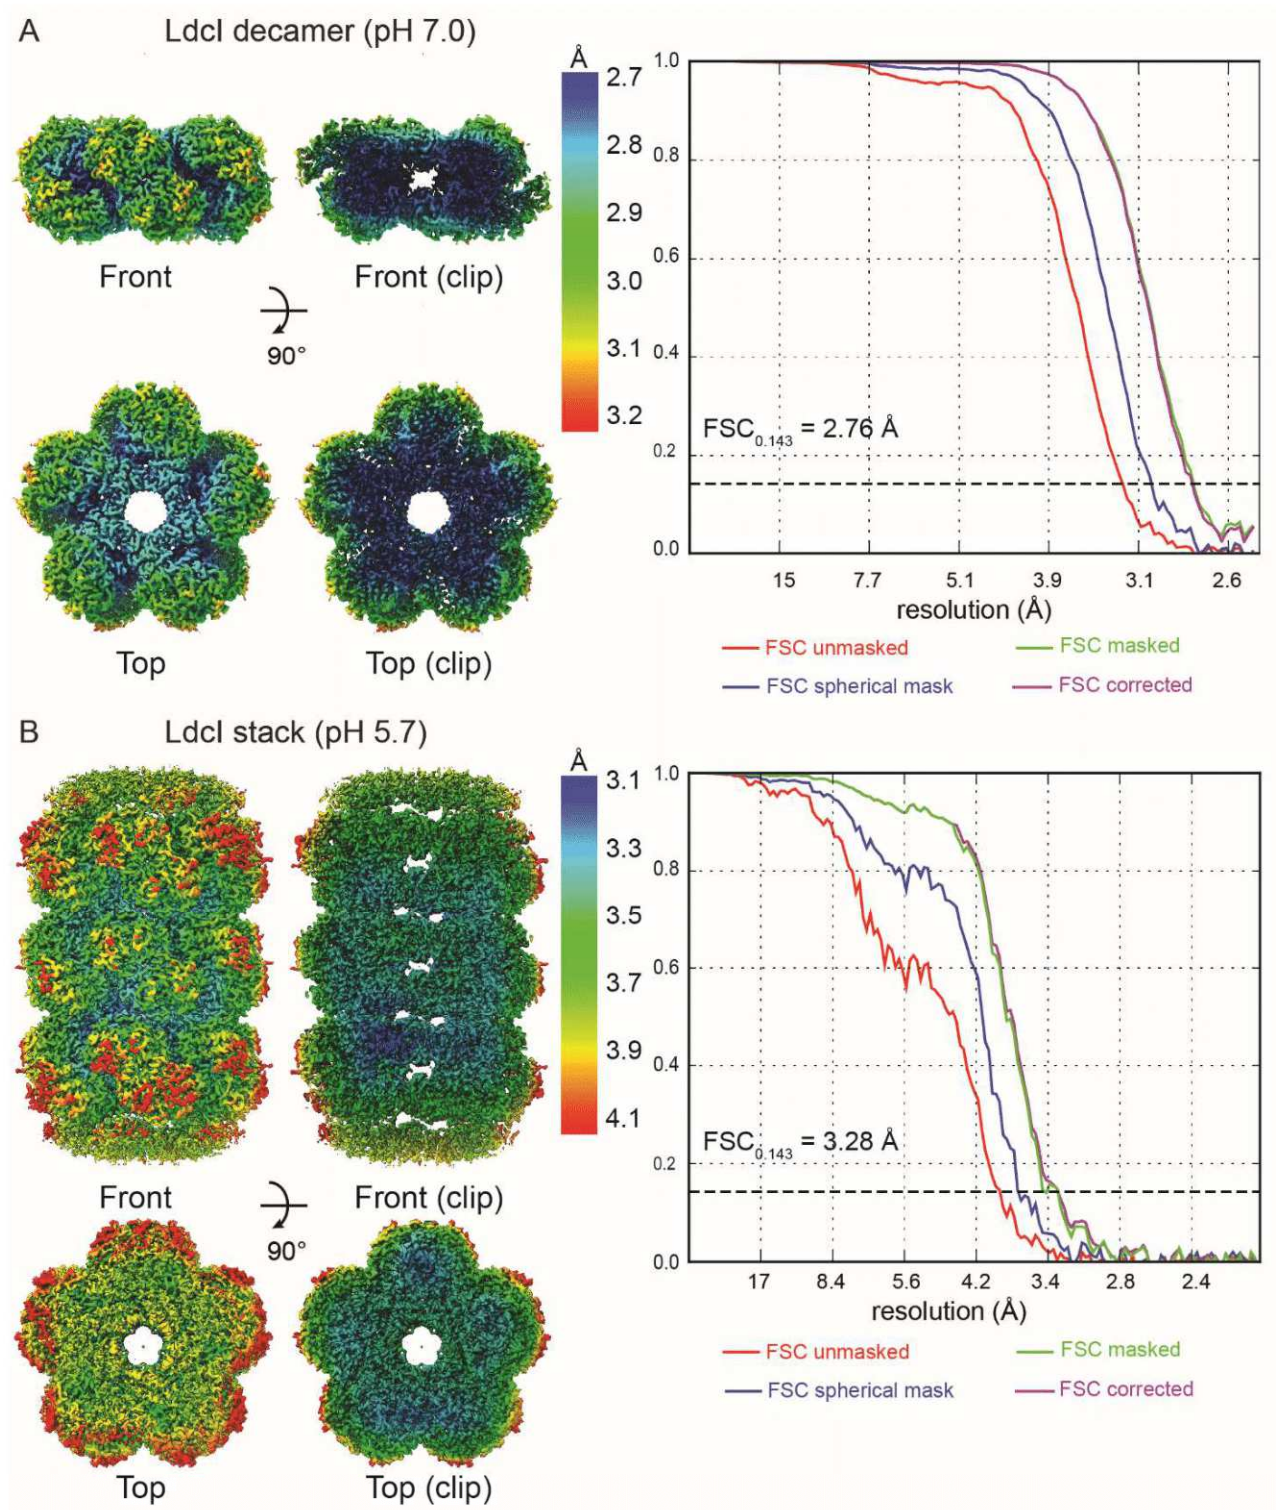 A
LdcI decamer (pH 7.0)
Front
Front (clip)
90°
Top
Top (clip)
Å
2.7
2.8
2.9
3.0
3.1
3.2
1.0
0.8
0.6
0.4
0.2
0.0
FSC0.143 = 2.76 Å
15 7.7 5.1 3.9 3.1 2.6
resolution (Å)
FSC unmasked FSC masked
FSC spherical mask FSC corrected
B
LdcI stack (pH 5.7)
Front
Front (clip)
90°
Top
Top (clip)
Å
3.1
3.3
3.5
3.7
3.9
4.1
1.0
0.8
0.6
0.4
0.2
0.0
FSC0.143 = 3.28 Å
17 8.4 5.6 4.2 3.4 2.8 2.4
resolution (Å)
FSC unmasked FSC masked
FSC spherical mask FSC corrected